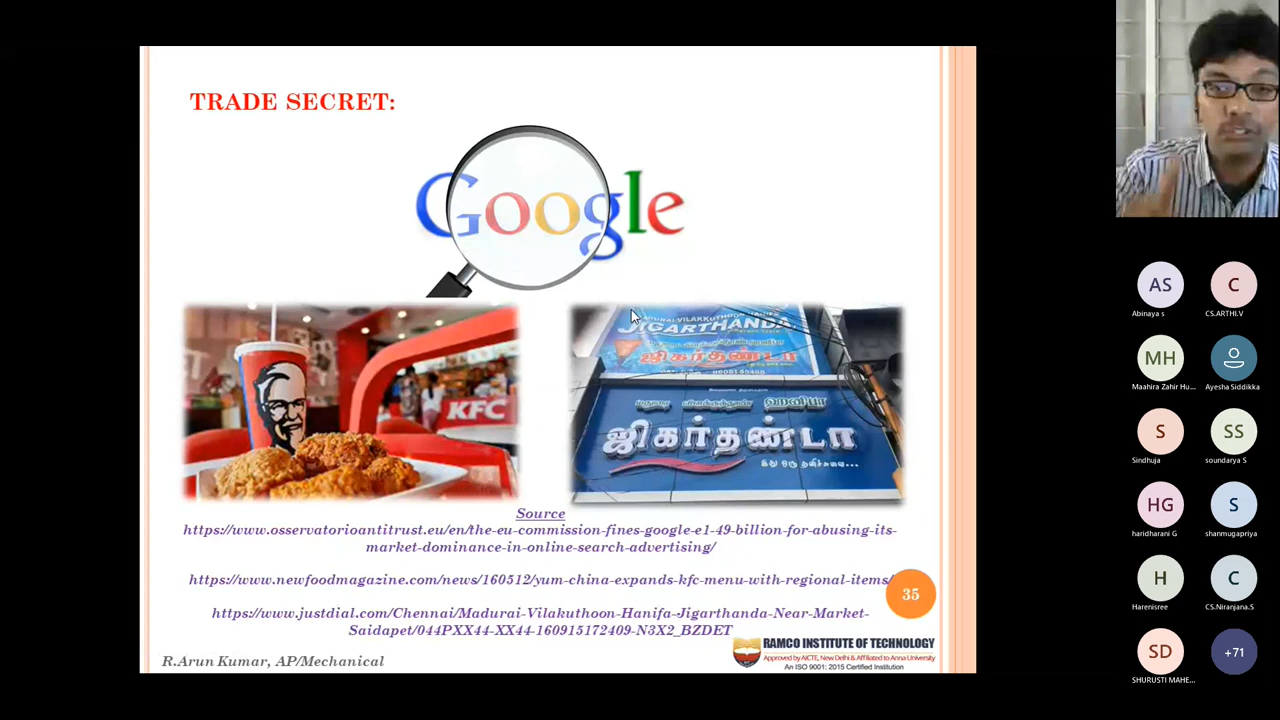 TRADE SECRET:
Google
KFC
JIGARTHANDA
ஜிகர்தண்டா
ஹனிபா
ஜிகர்தண்டா
Source
https://www.osservatorioantitrust.eu/en/the-eu-commission-fines-google-e1-49-billion-for-abusing-its-
market-dominance-in-online-search-advertising/
https://www.newfoodmagazine.com/news/160512/yum-china-expands-kfc-menu-with-regional-items/
https://www.justdial.com/Chennai/Madurai-Vilakuthoon-Hanifa-Jigarthanda-Near-Market-
Saidapet/044PXX44-XX44-160915172409-N3X2_BZDET
35
RAMCO INSTITUTE OF TECHNOLOGY
Approved by AICTE, New Delhi & Affiliated to Anna University
An ISO 9001: 2015 Certified Institution
R.Arun Kumar, AP/Mechanical
AS
Abinaya s
C
CS.ARTHI.V
MH
Maahira Zahir Hu...
Ayesha Siddikka
S
Sindhuja
SS
soundarya S
HG
haridharani G
S
shanmugapriya
H
Harenisree
C
CS.Niranjana.S
SD
SHURUSTI MAHE...
+71